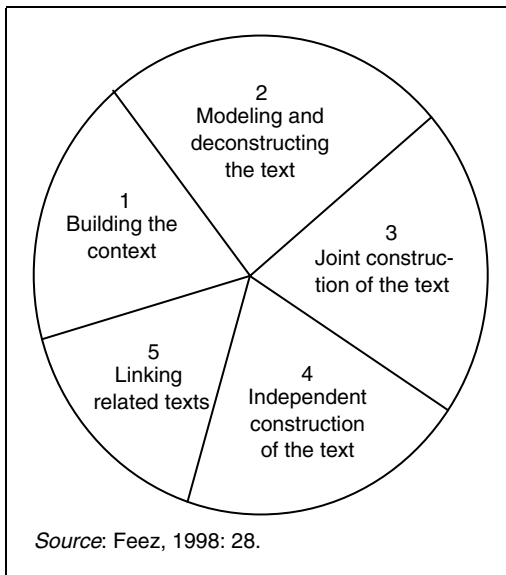 1
Building the
context
2
Modeling and
deconstructing
the text
3
Joint construc-
tion of the text
4
Independent
construction
of the text
5
Linking
related texts
Source: Feez, 1998: 28.